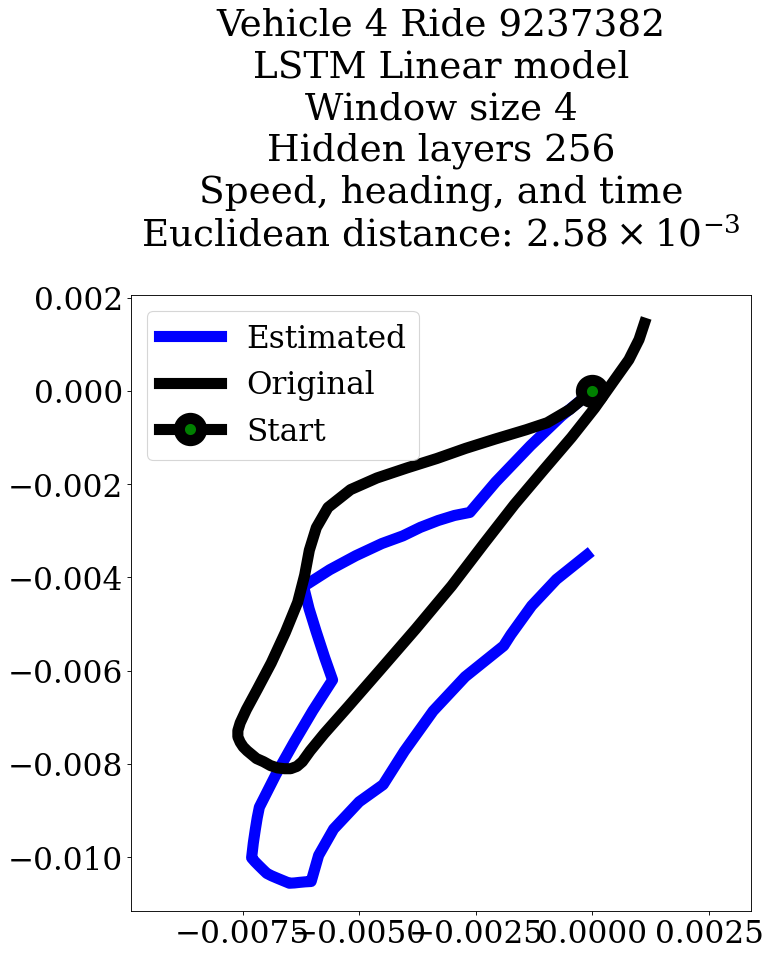 Vehicle 4 Ride 9237382
LSTM Linear model
Window size 4
Hidden layers 256
Speed, heading, and time
Euclidean distance: 2.58 × 10⁻³
0.002
0.000
−0.002
−0.004
−0.006
−0.008
−0.010
Estimated
Original
Start
−0.0075 −0.0050 −0.0025 0.0000 0.0025